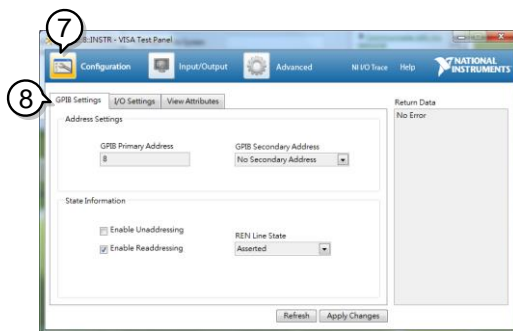 7
B::INSTR - VISA Test Panel
Configuration Input/Output Advanced NI I/O Trace Help NATIONAL INSTRUMENTS
8
GPIB Settings I/O Settings View Attributes
Return Data
Address Settings
No Error
GPIB Primary Address GPIB Secondary Address
8 No Secondary Address
State Information
Enable Unaddressing
REN Line State
Enable Readdressing
Asserted
Refresh Apply Changes